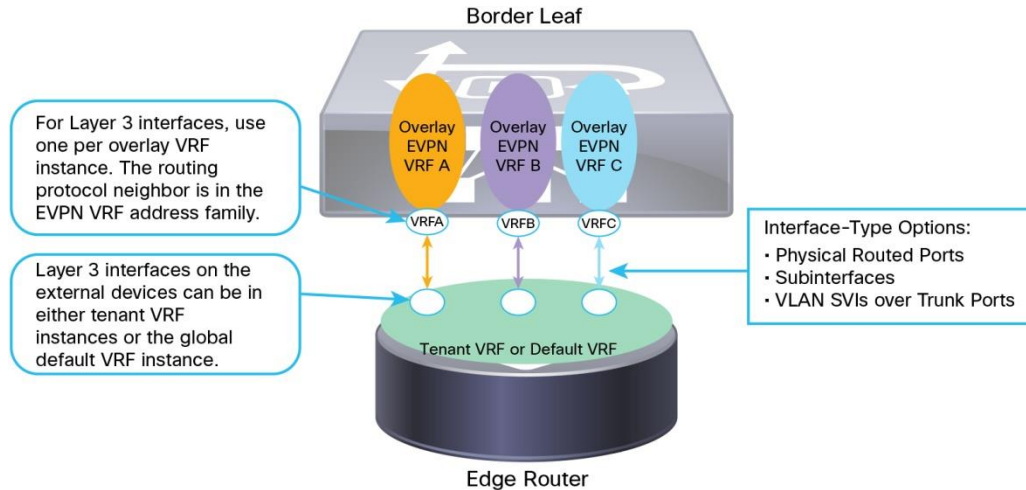 Border Leaf
For Layer 3 interfaces, use
one per overlay VRF
instance. The routing
protocol neighbor is in the
EVPN VRF address family.
Overlay
EVPN
VRF A
Overlay
EVPN
VRF B
Overlay
EVPN
VRF C
VRFA
VRFB
VRFC
Interface-Type Options:
· Physical Routed Ports
· Subinterfaces
· VLAN SVIs over Trunk Ports
Layer 3 interfaces on the
external devices can be in
either tenant VRF
instances or the global
default VRF instance.
Tenant VRF or Default VRF
Edge Router